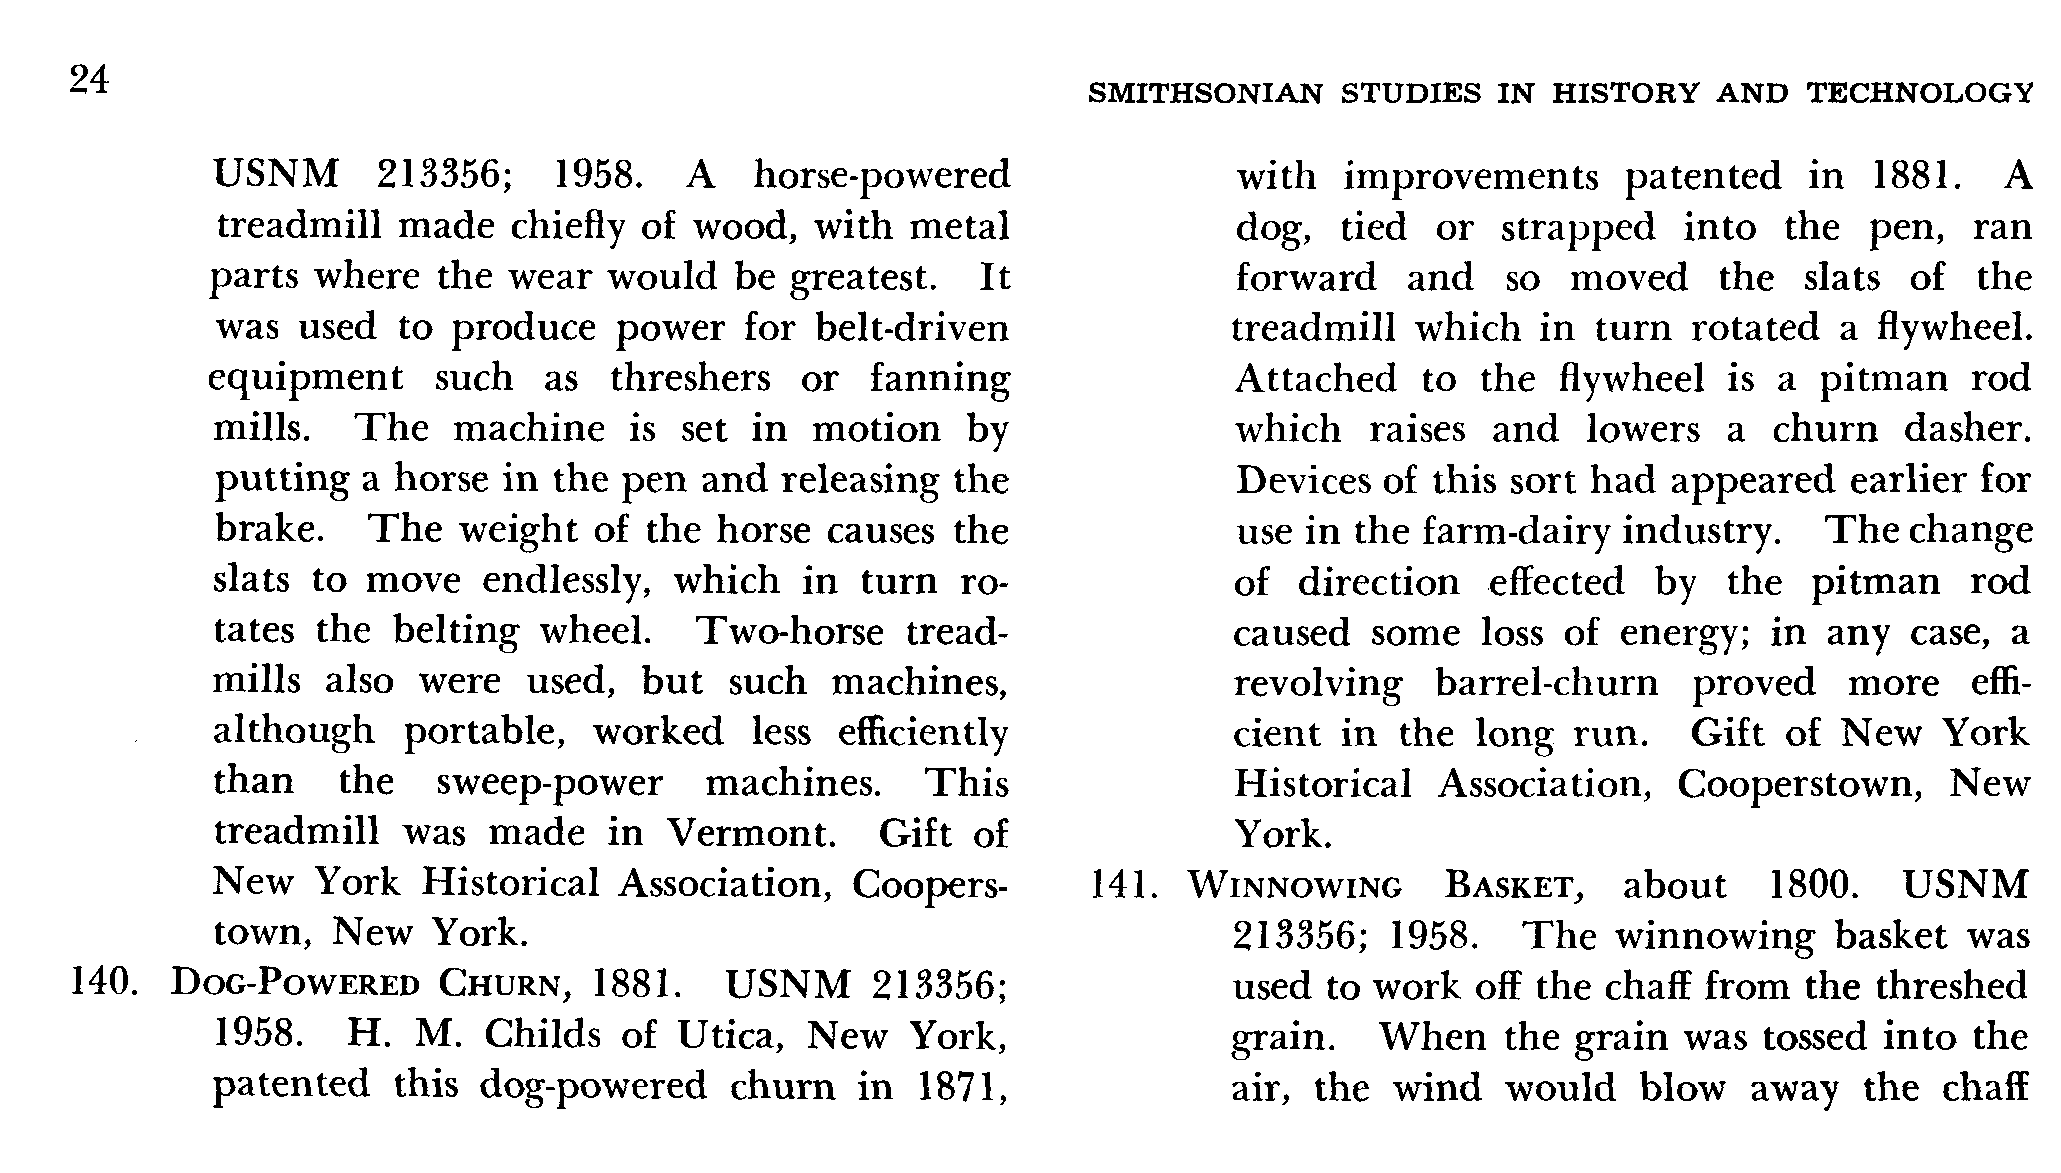 24
SMITHSONIAN STUDIES IN HISTORY AND TECHNOLOGY
USNM 213356; 1958. A horse-powered
treadmill made chiefly of wood, with metal
parts where the wear would be greatest. It
was used to produce power for belt-driven
equipment such as threshers or fanning
mills. The machine is set in motion by
putting a horse in the pen and releasing the
brake. The weight of the horse causes the
slats to move endlessly, which in turn ro-
tates the belting wheel. Two-horse tread-
mills also were used, but such machines,
although portable, worked less efficiently
than the sweep-power machines. This
treadmill was made in Vermont. Gift of
New York Historical Association, Coopers-
town, New York.
140. DOG-POWERED CHURN, 1881. USNM 213356;
1958. H. M. Childs of Utica, New York,
patented this dog-powered churn in 1871,
with improvements patented in 1881. A
dog, tied or strapped into the pen, ran
forward and so moved the slats of the
treadmill which in turn rotated a flywheel.
Attached to the flywheel is a pitman rod
which raises and lowers a churn dasher.
Devices of this sort had appeared earlier for
use in the farm-dairy industry. The change
of direction effected by the pitman rod
caused some loss of energy; in any case, a
revolving barrel-churn proved more effi-
cient in the long run. Gift of New York
Historical Association, Cooperstown, New
York.
141. WINNOWING BASKET, about 1800. USNM
213356; 1958. The winnowing basket was
used to work off the chaff from the threshed
grain. When the grain was tossed into the
air, the wind would blow away the chaff